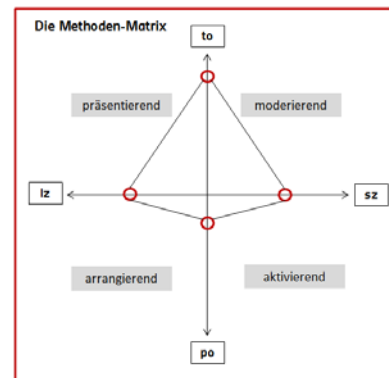 Die Methoden-Matrix
to
präsentierend
moderierend
lz
sz
arrangierend
aktivierend
po